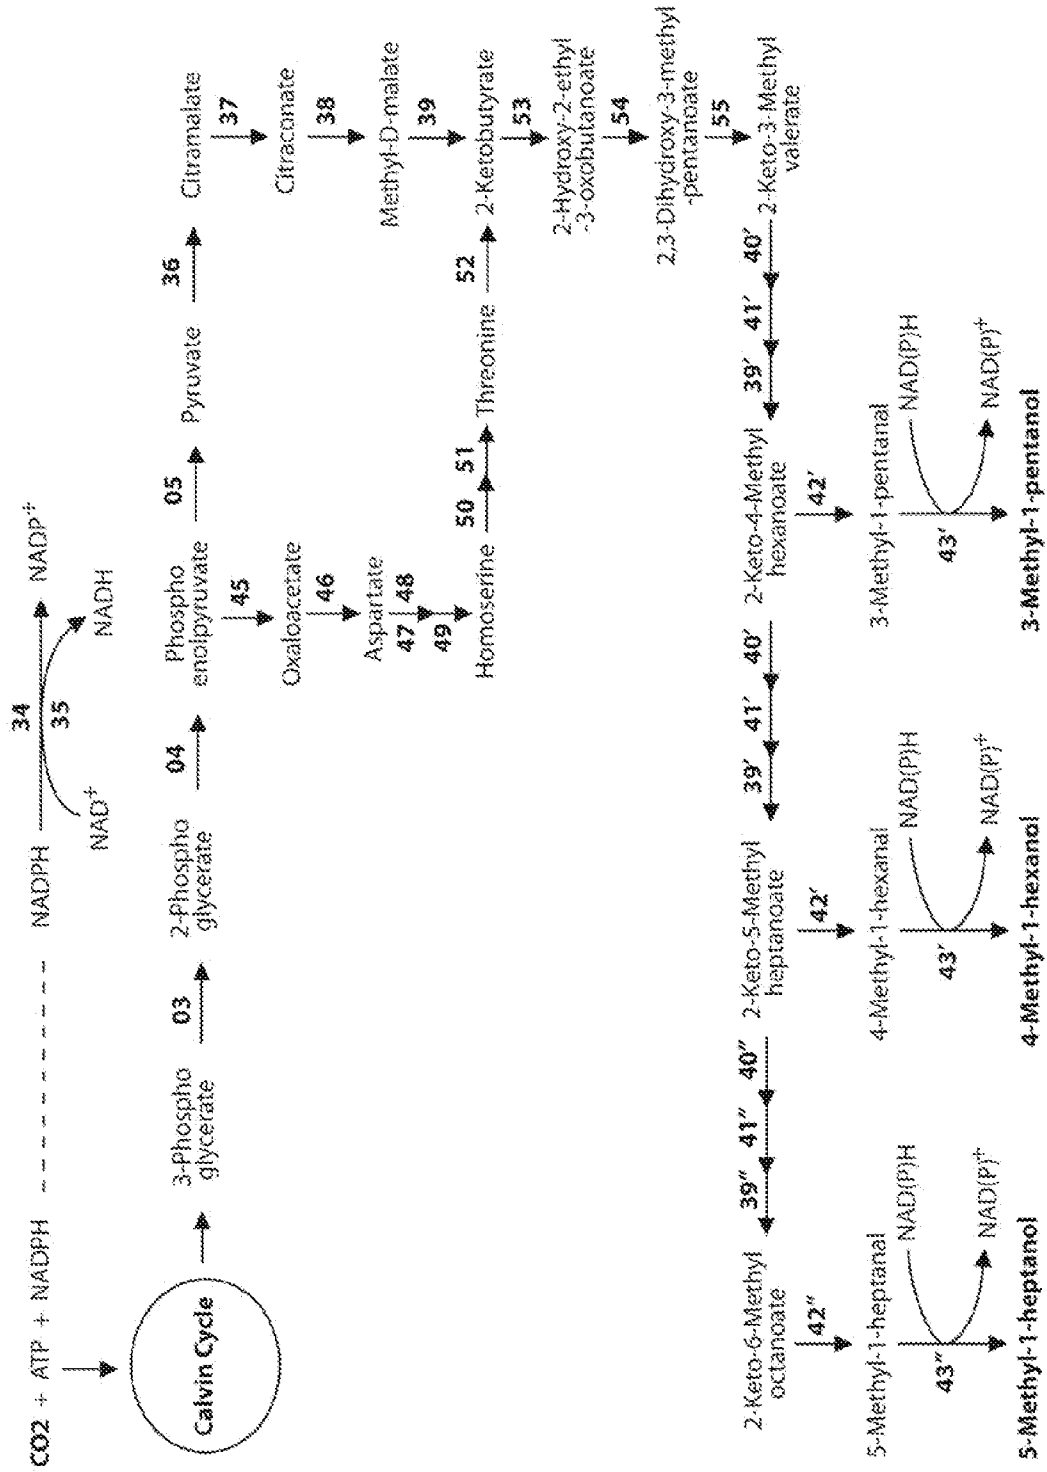 CO2 + ATP + NADPH
NADPH
34
35
NADP+
NAD+
NADH
Calvin Cycle
3-Phospho
glycerate
03
2-Phospho
glycerate
04
Phospho
enolpyruvate
05
Pyruvate
36
Citramalate
37
Citraconate
38
Methyl-D-malate
39
2-Ketobutyrate
45
Oxaloacetate
46
Aspartate
47
48
49
Homoserine
50
51
Threonine
52
53
2-Hydroxy-2-ethyl
-3-oxobutanoate
54
2,3-Dihydroxy-3-methyl
-pentanoate
55
2-Keto-3-Methyl
valerate
40'
41'
39'
2-Keto-4-Methyl
hexanoate
40'
41'
39'
2-Keto-5-Methyl
heptanoate
40"
41"
39"
2-Keto-6-Methyl
octanoate
42"
5-Methyl-1-heptanal
NAD(P)H
43"
NAD(P)+
5-Methyl-1-heptanol
42'
4-Methyl-1-hexanal
NAD(P)H
43'
NAD(P)+
4-Methyl-1-hexanol
42'
3-Methyl-1-pentanal
NAD(P)H
43'
NAD(P)+
3-Methyl-1-pentanol